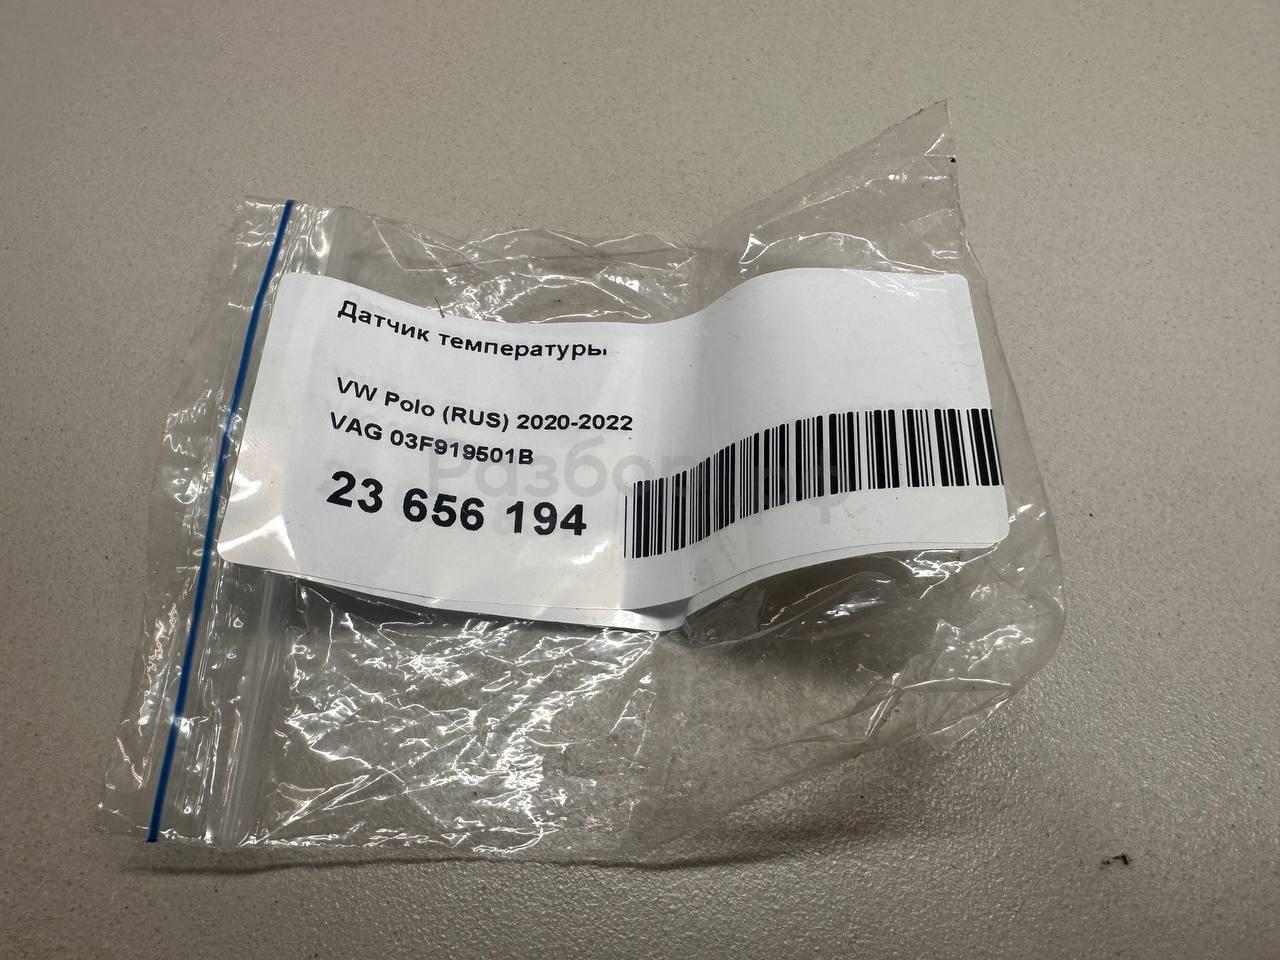 Датчик температуры
VW Polo (RUS) 2020-2022
VAG 03F919501B
23 656 194